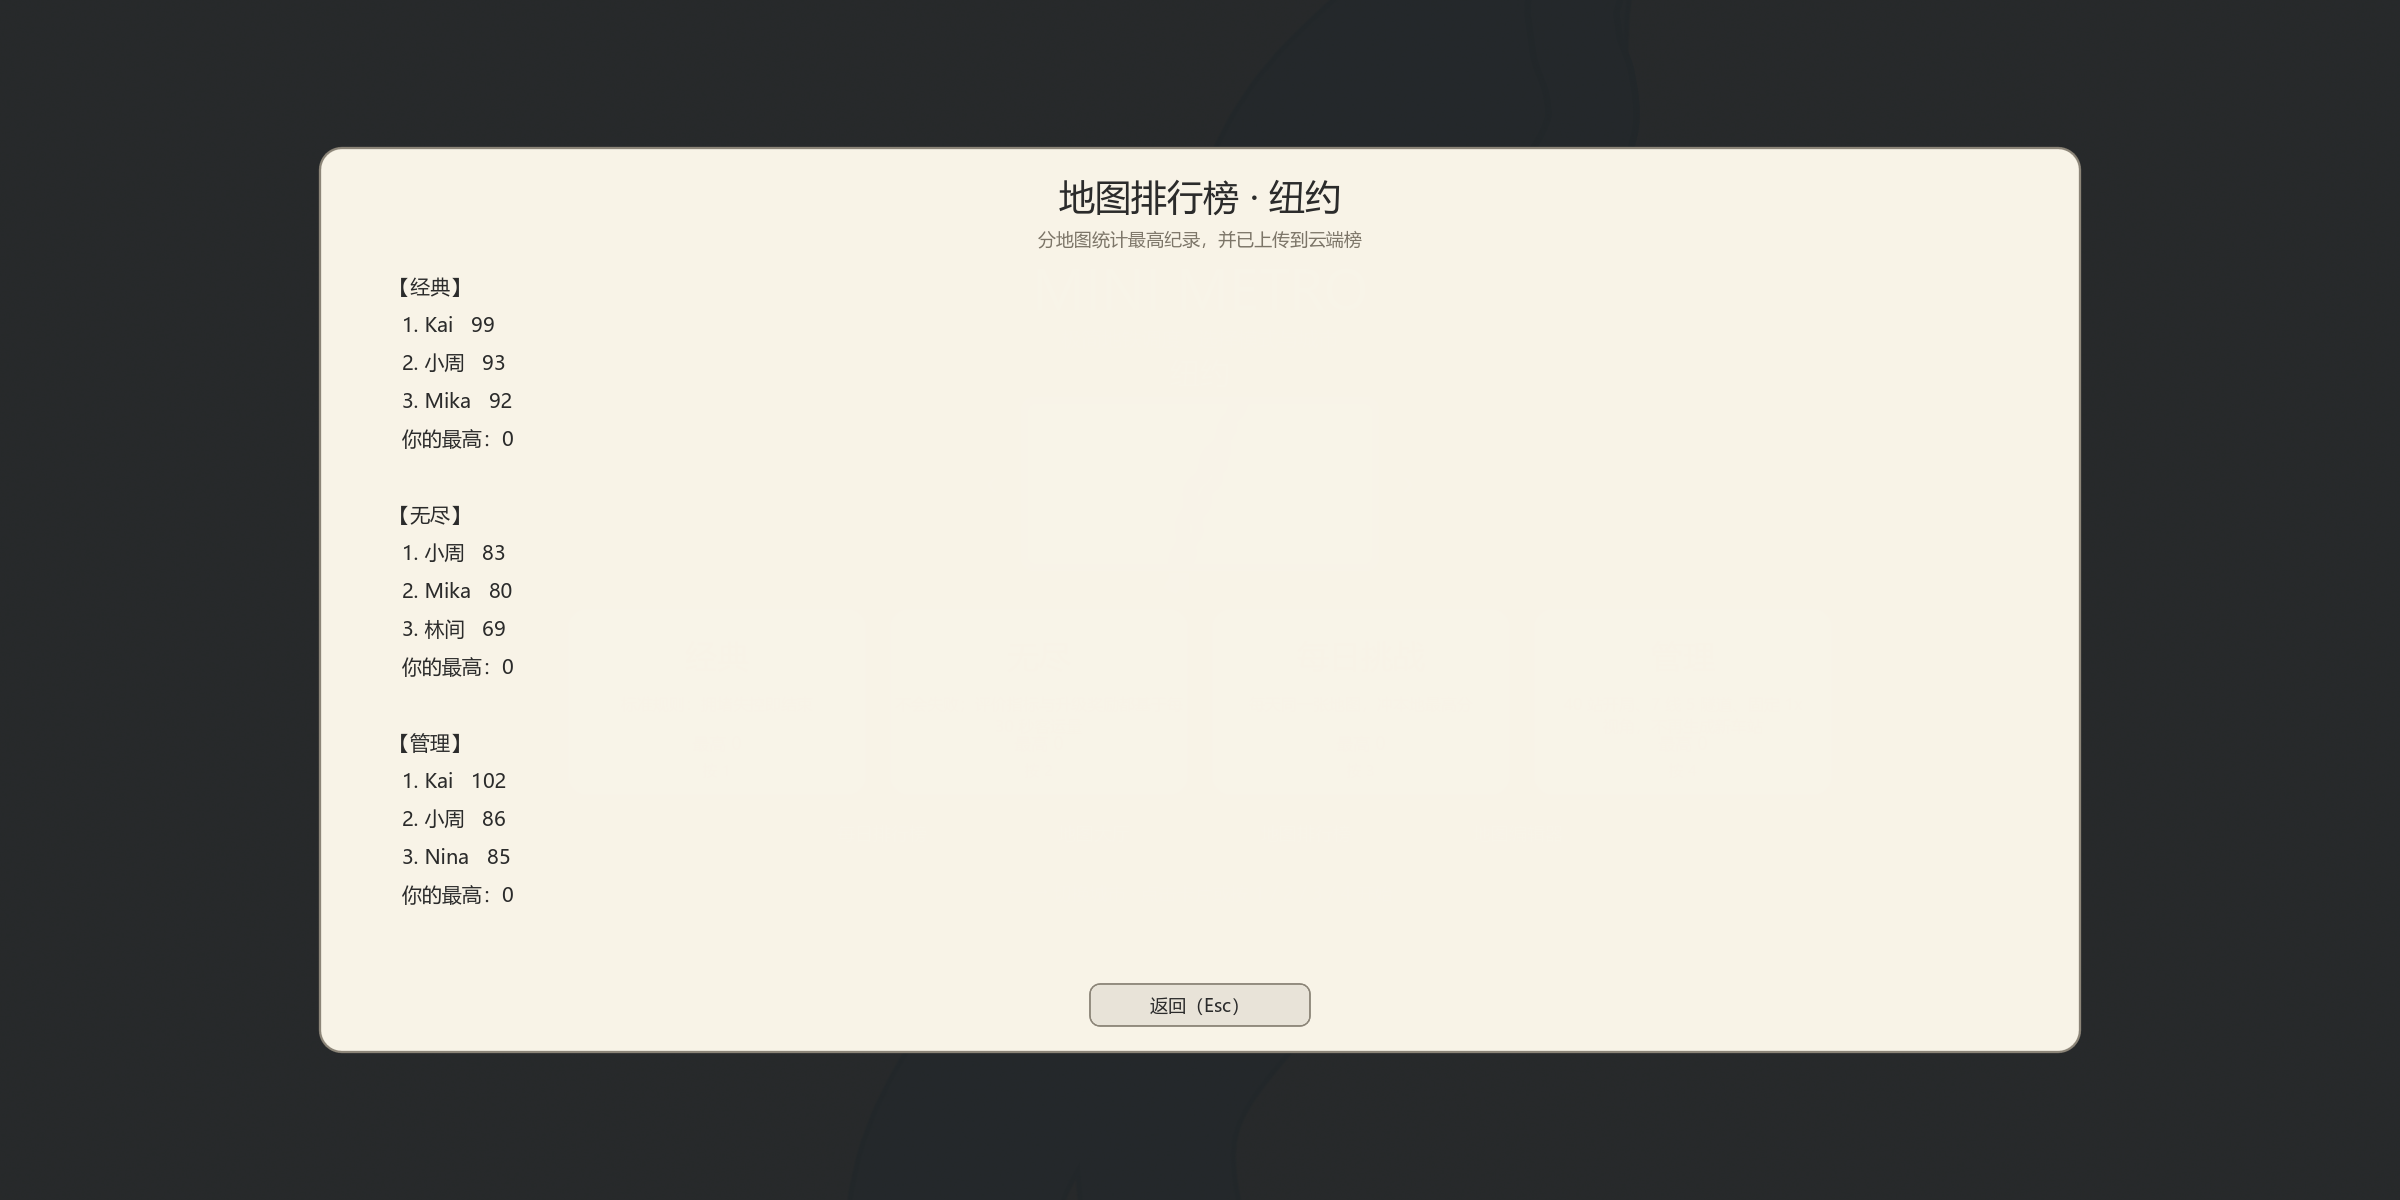 地图排行榜 · 纽约
分地图统计最高纪录，并已上传到云端榜
MINI METRO
【经典】
1. Kai 99
2. 小周 93
3. Mika 92
你的最高：0
【无尽】
1. 小周 83
2. Mika 80
3. 林间 69
你的最高：0
【管理】
1. Kai 102
2. 小周 86
3. Nina 85
你的最高：0
返回（Esc）